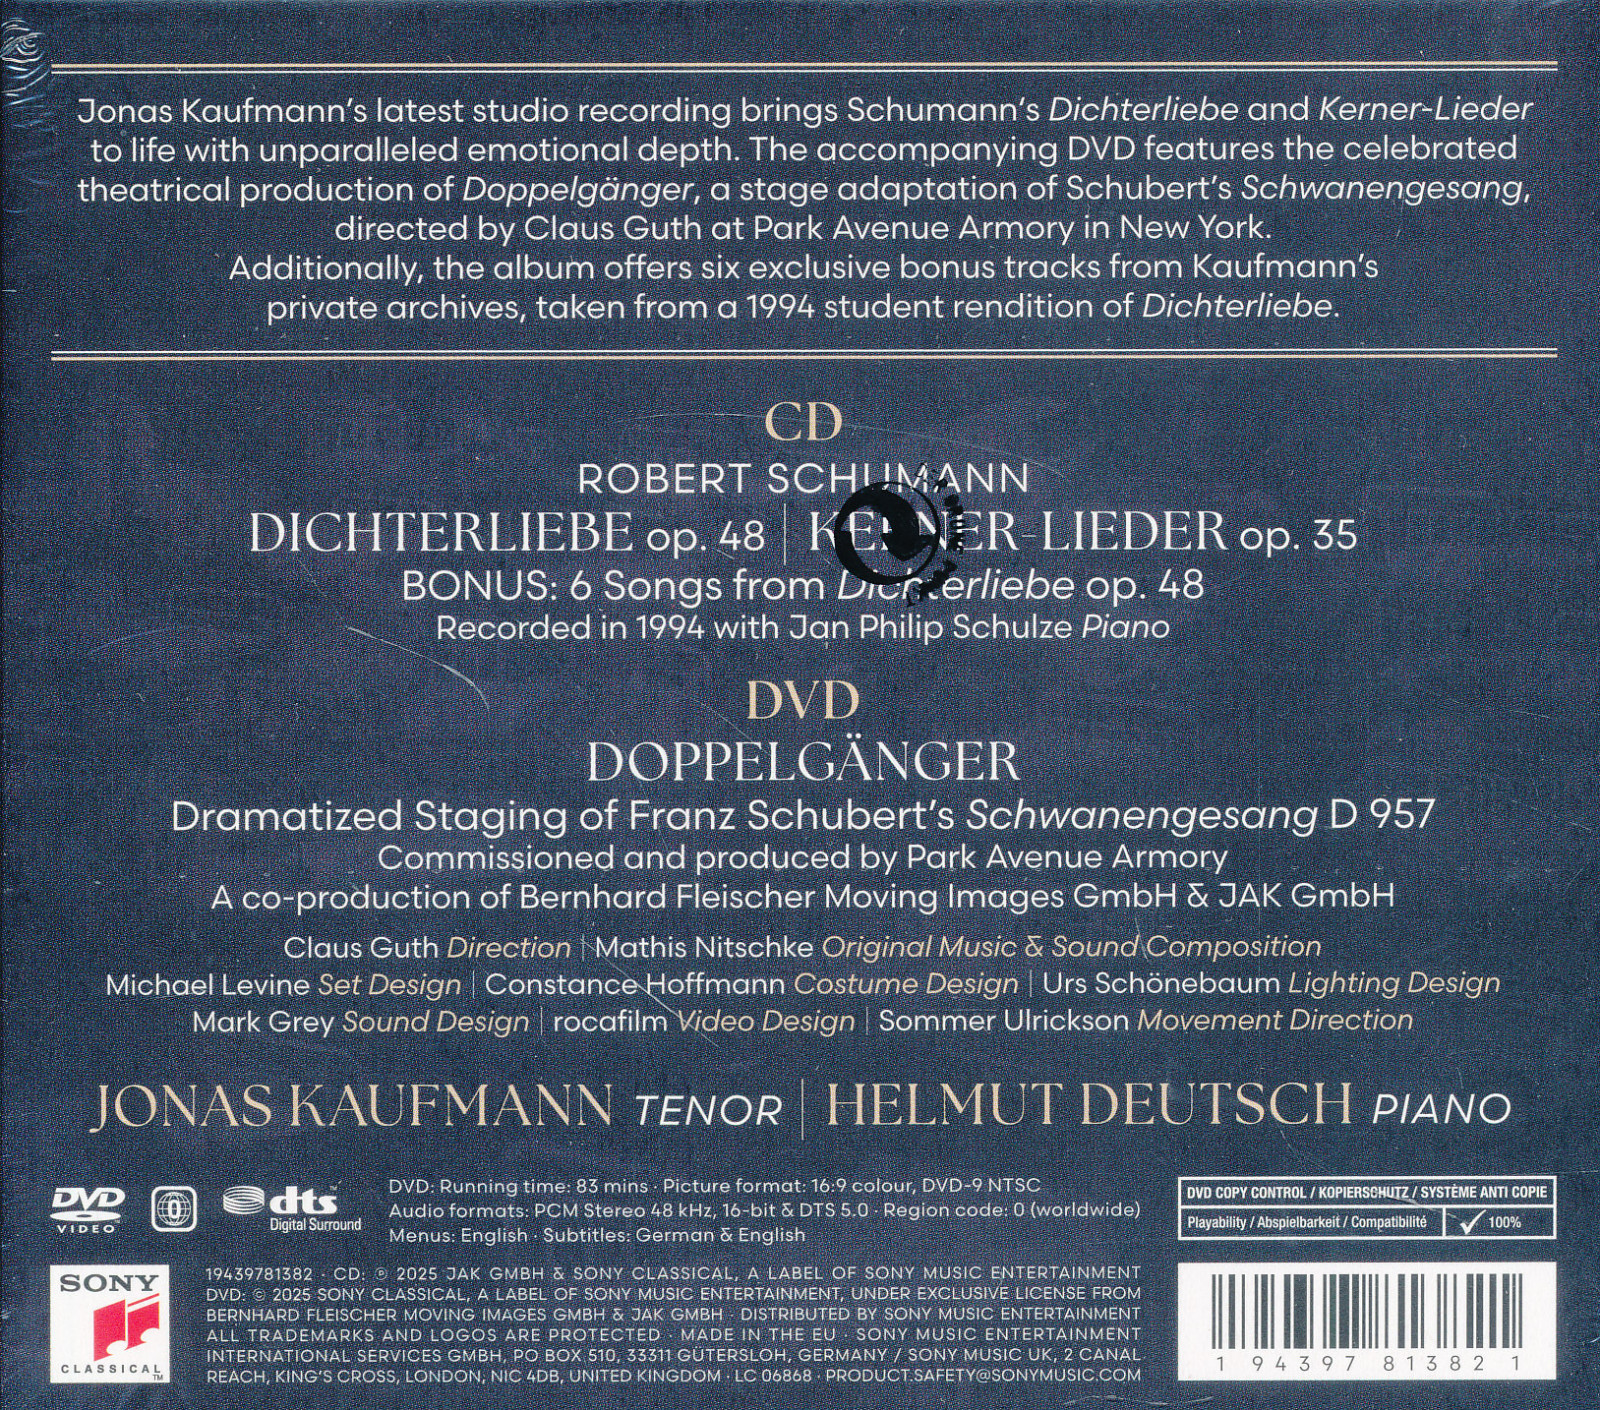 Jonas Kaufmann's latest studio recording brings Schumann's Dichterliebe and Kerner-Lieder
to life with unparalleled emotional depth. The accompanying DVD features the celebrated
theatrical production of Doppelgänger, a stage adaptation of Schubert's Schwanengesang,
directed by Claus Guth at Park Avenue Armory in New York.
Additionally, the album offers six exclusive bonus tracks from Kaufmann's
private archives, taken from a 1994 student rendition of Dichterliebe.
CD
ROBERT SCHUMANN
DICHTERLIEBE op. 48 | KERNER-LIEDER op. 35
BONUS: 6 Songs from Dichterliebe op. 48
Recorded in 1994 with Jan Philip Schulze Piano
DVD
DOPPELGÄNGER
Dramatized Staging of Franz Schubert's Schwanengesang D 957
Commissioned and produced by Park Avenue Armory
A co-production of Bernhard Fleischer Moving Images GmbH & JAK GmbH
Claus Guth Direction | Mathis Nitschke Original Music & Sound Composition
Michael Levine Set Design | Constance Hoffmann Costume Design | Urs Schönebaum Lighting Design
Mark Grey Sound Design | rocafilm Video Design | Sommer Ulrickson Movement Direction
JONAS KAUFMANN TENOR | HELMUT DEUTSCH PIANO
DVD VIDEO
0
dts Digital Surround
DVD: Running time: 83 mins · Picture format: 16:9 colour, DVD-9 NTSC
Audio formats: PCM Stereo 48 kHz, 16-bit & DTS 5.0 · Region code: 0 (worldwide)
Menus: English · Subtitles: German & English
DVD COPY CONTROL / KOPIERSCHUTZ / SYSTÈME ANTI COPIE
Playability / Abspielbarkeit / Compatibilité ✓ 100%
SONY
CLASSICAL™
19439781382 · CD: ℗ 2025 JAK GMBH & SONY CLASSICAL, A LABEL OF SONY MUSIC ENTERTAINMENT
DVD: © 2025 SONY CLASSICAL, A LABEL OF SONY MUSIC ENTERTAINMENT, UNDER EXCLUSIVE LICENSE FROM
BERNHARD FLEISCHER MOVING IMAGES GMBH & JAK GMBH · DISTRIBUTED BY SONY MUSIC ENTERTAINMENT
ALL TRADEMARKS AND LOGOS ARE PROTECTED · MADE IN THE EU · SONY MUSIC ENTERTAINMENT
INTERNATIONAL SERVICES GMBH, PO BOX 510, 33311 GÜTERSLOH, GERMANY / SONY MUSIC UK, 2 CANAL
REACH, KING'S CROSS, LONDON, N1C 4DB, UNITED KINGDOM · LC 06868 · PRODUCT.SAFETY@SONYMUSIC.COM
1 94397 81382 1